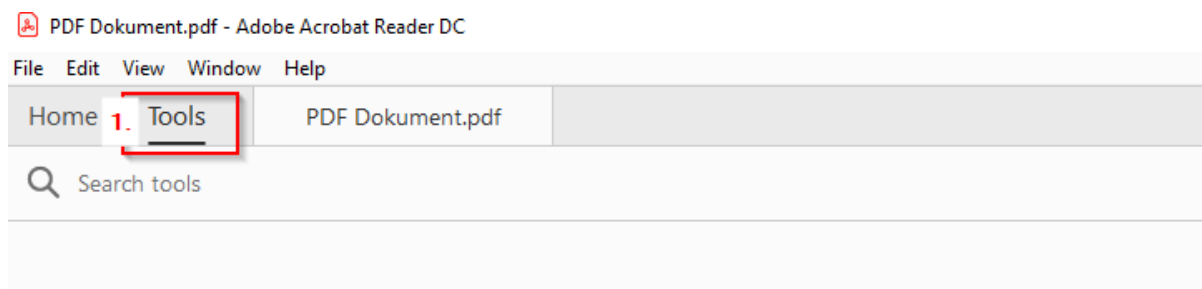 PDF Dokument.pdf - Adobe Acrobat Reader DC
File Edit View Window Help
Home 1. Tools PDF Dokument.pdf
Search tools